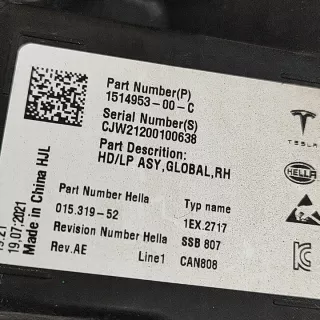 Part Number(P)
1514953-00-C
Serial Number(S)
CJW21200100638
Part Descrition:
HD/LP ASY,GLOBAL,RH
TESLA
HELLA
Part Number Hella
Typ name
015.319-52
1EX.2717
Revision Number Hella
SSB 807
Rev.AE
Line1
CAN808
19,07:2021
Made in China HJL